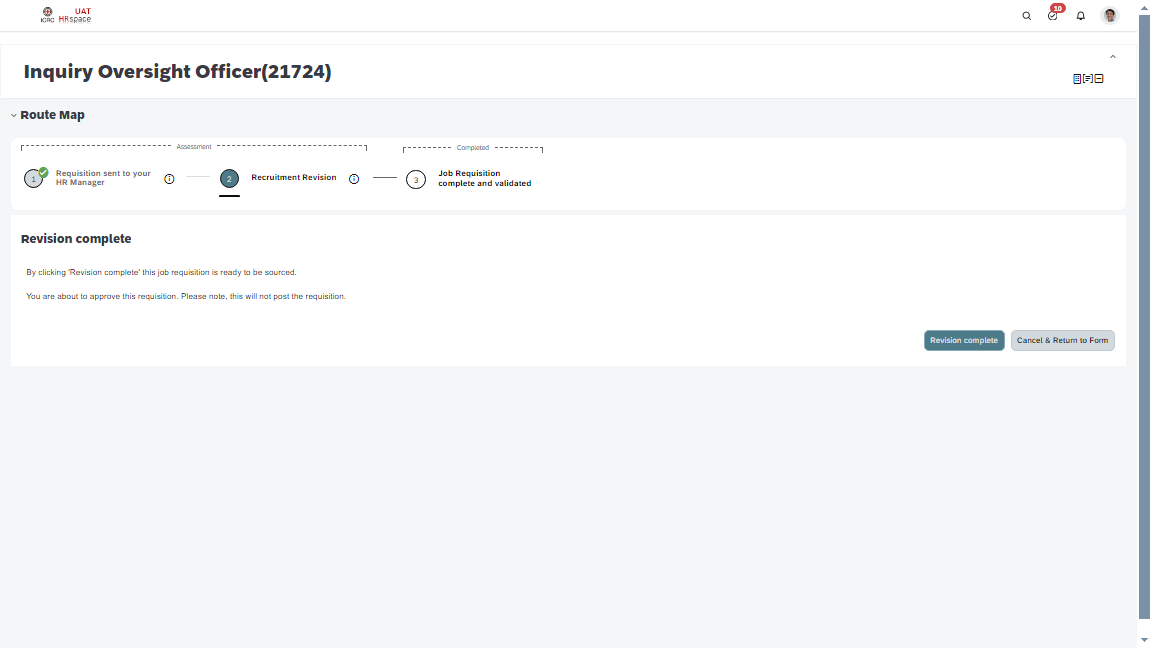 ICRC
UAT
HRspace
10
Inquiry Oversight Officer(21724)
Route Map
Assessment
Completed
1
Requisition sent to your
HR Manager
2
Recruitment Revision
3
Job Requisition
complete and validated
Revision complete
By clicking 'Revision complete' this job requisition is ready to be sourced.
You are about to approve this requisition. Please note, this will not post the requisition.
Revision complete
Cancel & Return to Form